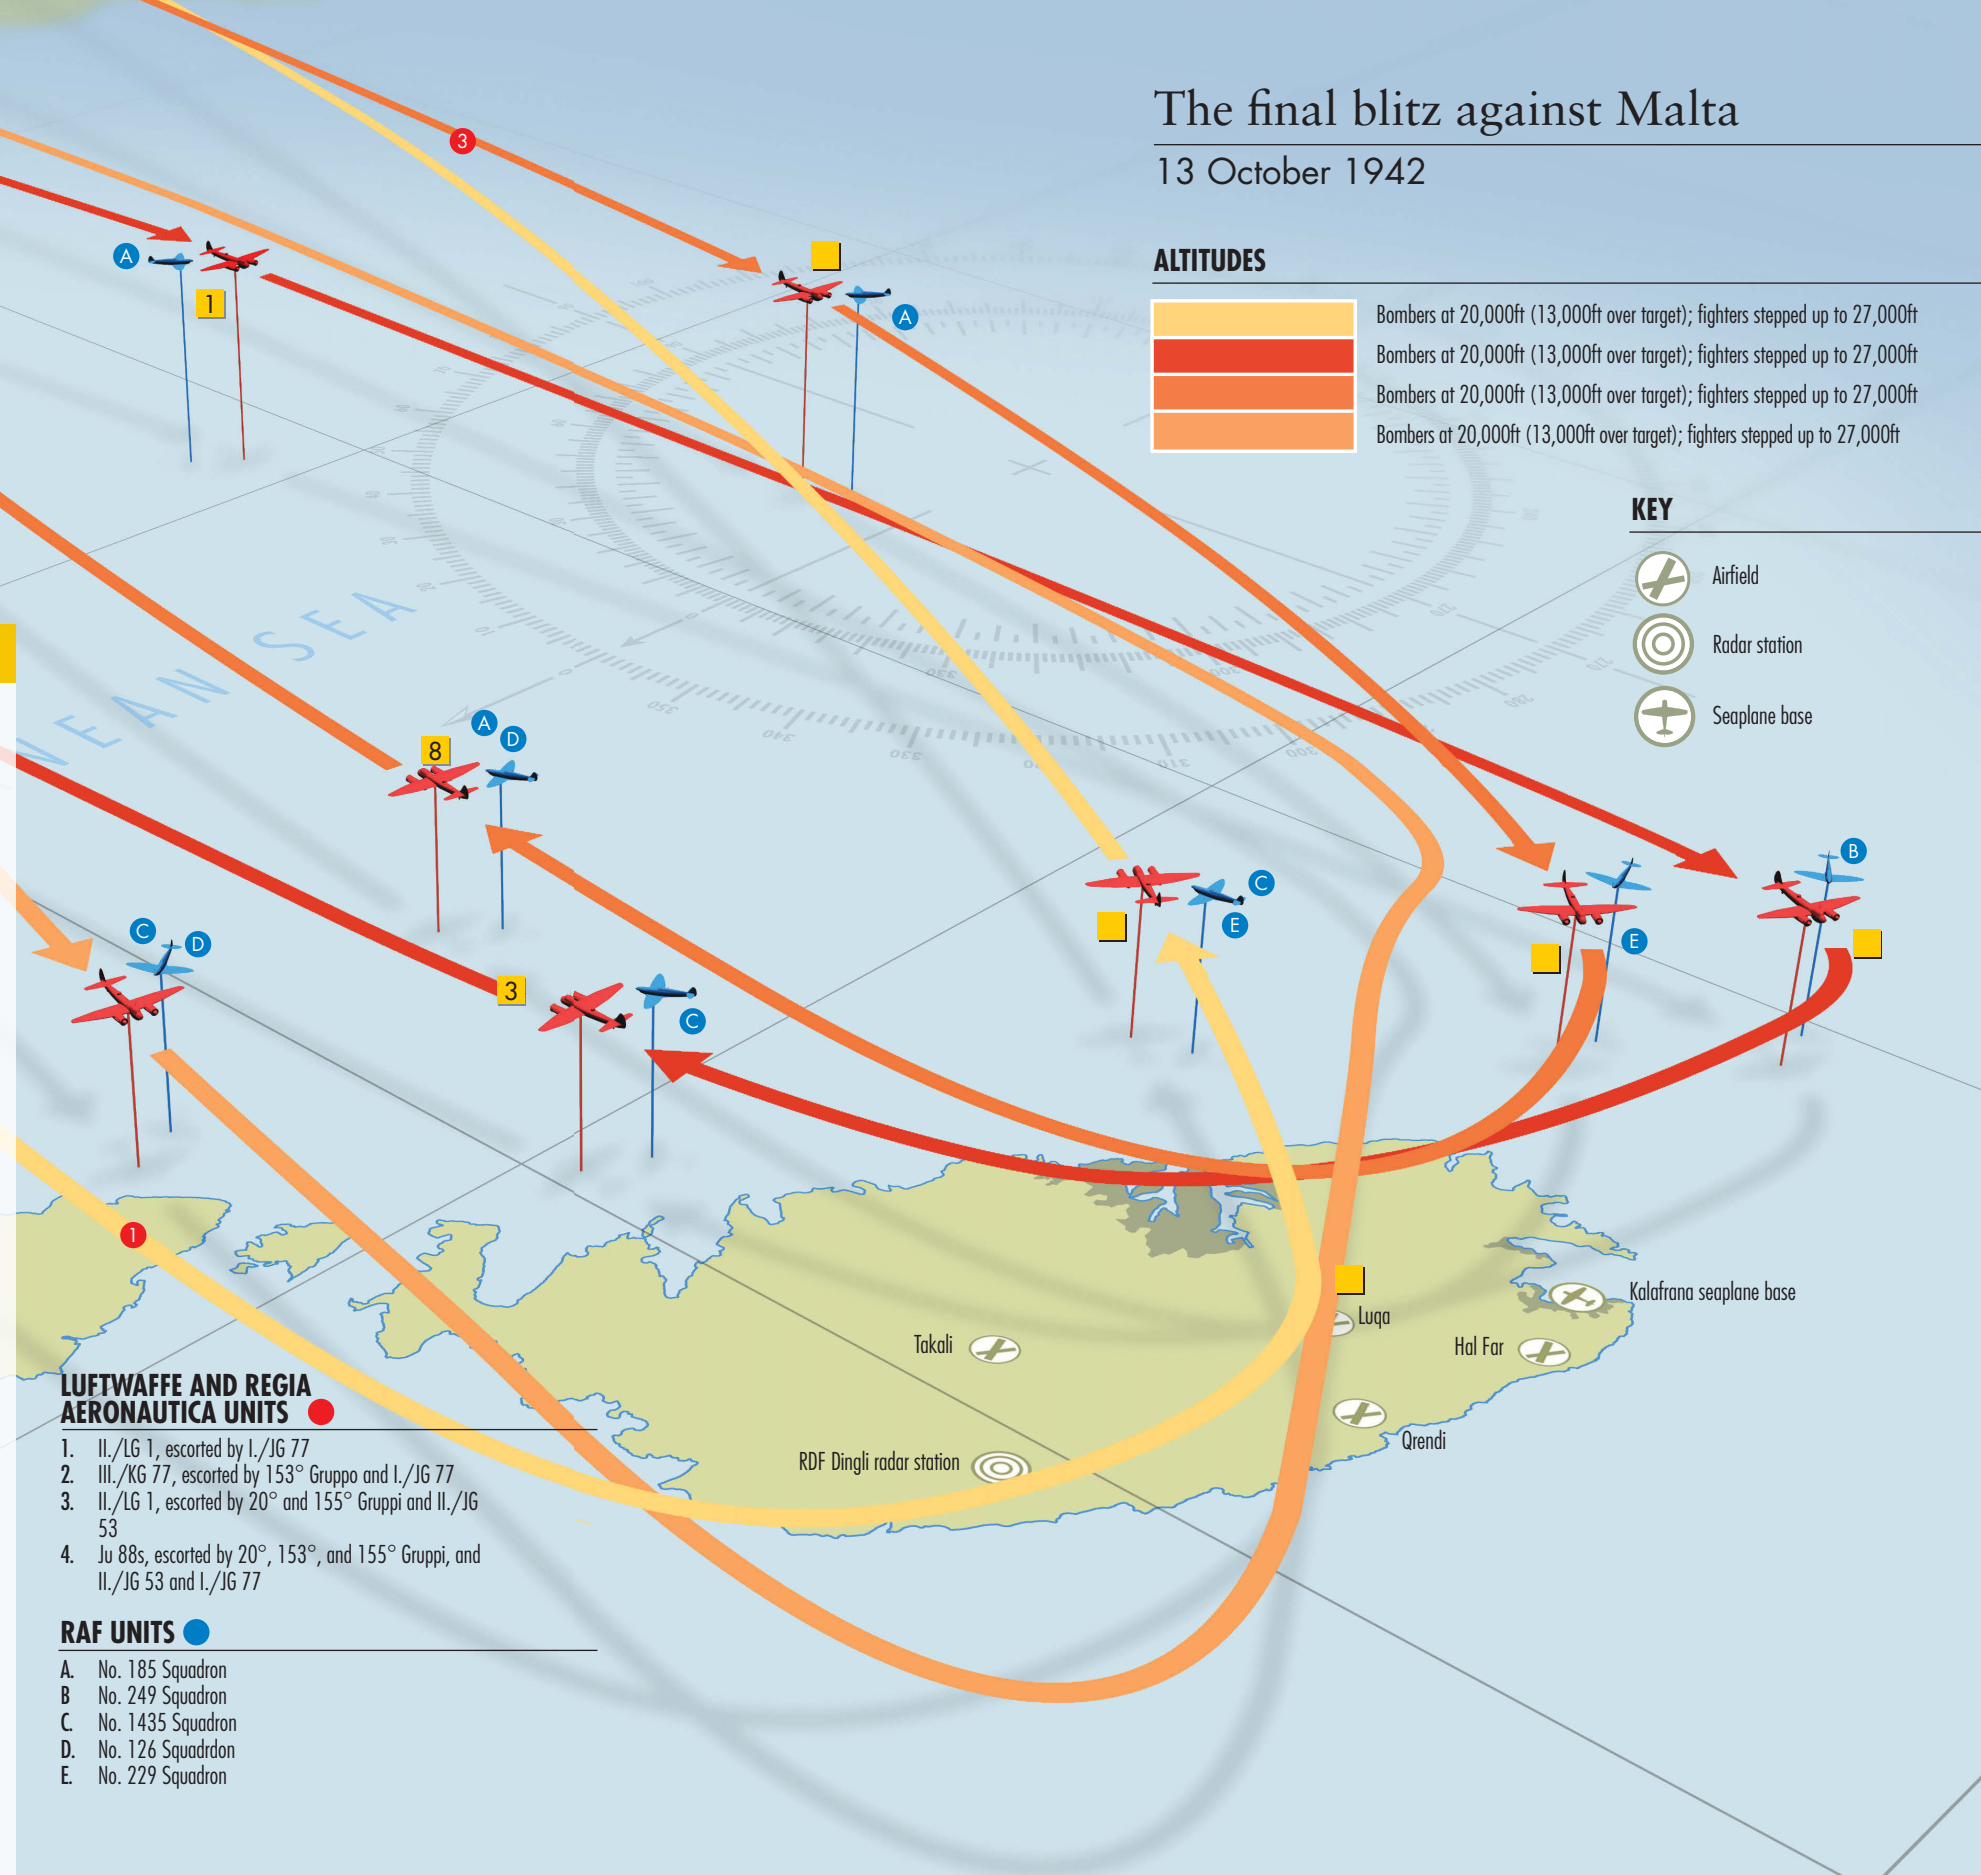 The final blitz against Malta
13 October 1942
ALTITUDES
Bombers at 20,000ft (13,000ft over target); fighters stepped up to 27,000ft
Bombers at 20,000ft (13,000ft over target); fighters stepped up to 27,000ft
Bombers at 20,000ft (13,000ft over target); fighters stepped up to 27,000ft
Bombers at 20,000ft (13,000ft over target); fighters stepped up to 27,000ft
KEY
Airfield
Radar station
Seaplane base
3
A
1
A
NEAN SEA
A
D
8
B
C
E
E
C
D
3
C
1
Kalafrana seaplane base
Luqa
Takali
Hal Far
Qrendi
RDF Dingli radar station
LUFTWAFFE AND REGIA
AERONAUTICA UNITS
1. II./LG 1, escorted by I./JG 77
2. III./KG 77, escorted by 153° Gruppo and I./JG 77
3. II./LG 1, escorted by 20° and 155° Gruppi and II./JG
53
4. Ju 88s, escorted by 20°, 153°, and 155° Gruppi, and
II./JG 53 and I./JG 77
RAF UNITS
A. No. 185 Squadron
B No. 249 Squadron
C. No. 1435 Squadron
D. No. 126 Squadrdon
E. No. 229 Squadron